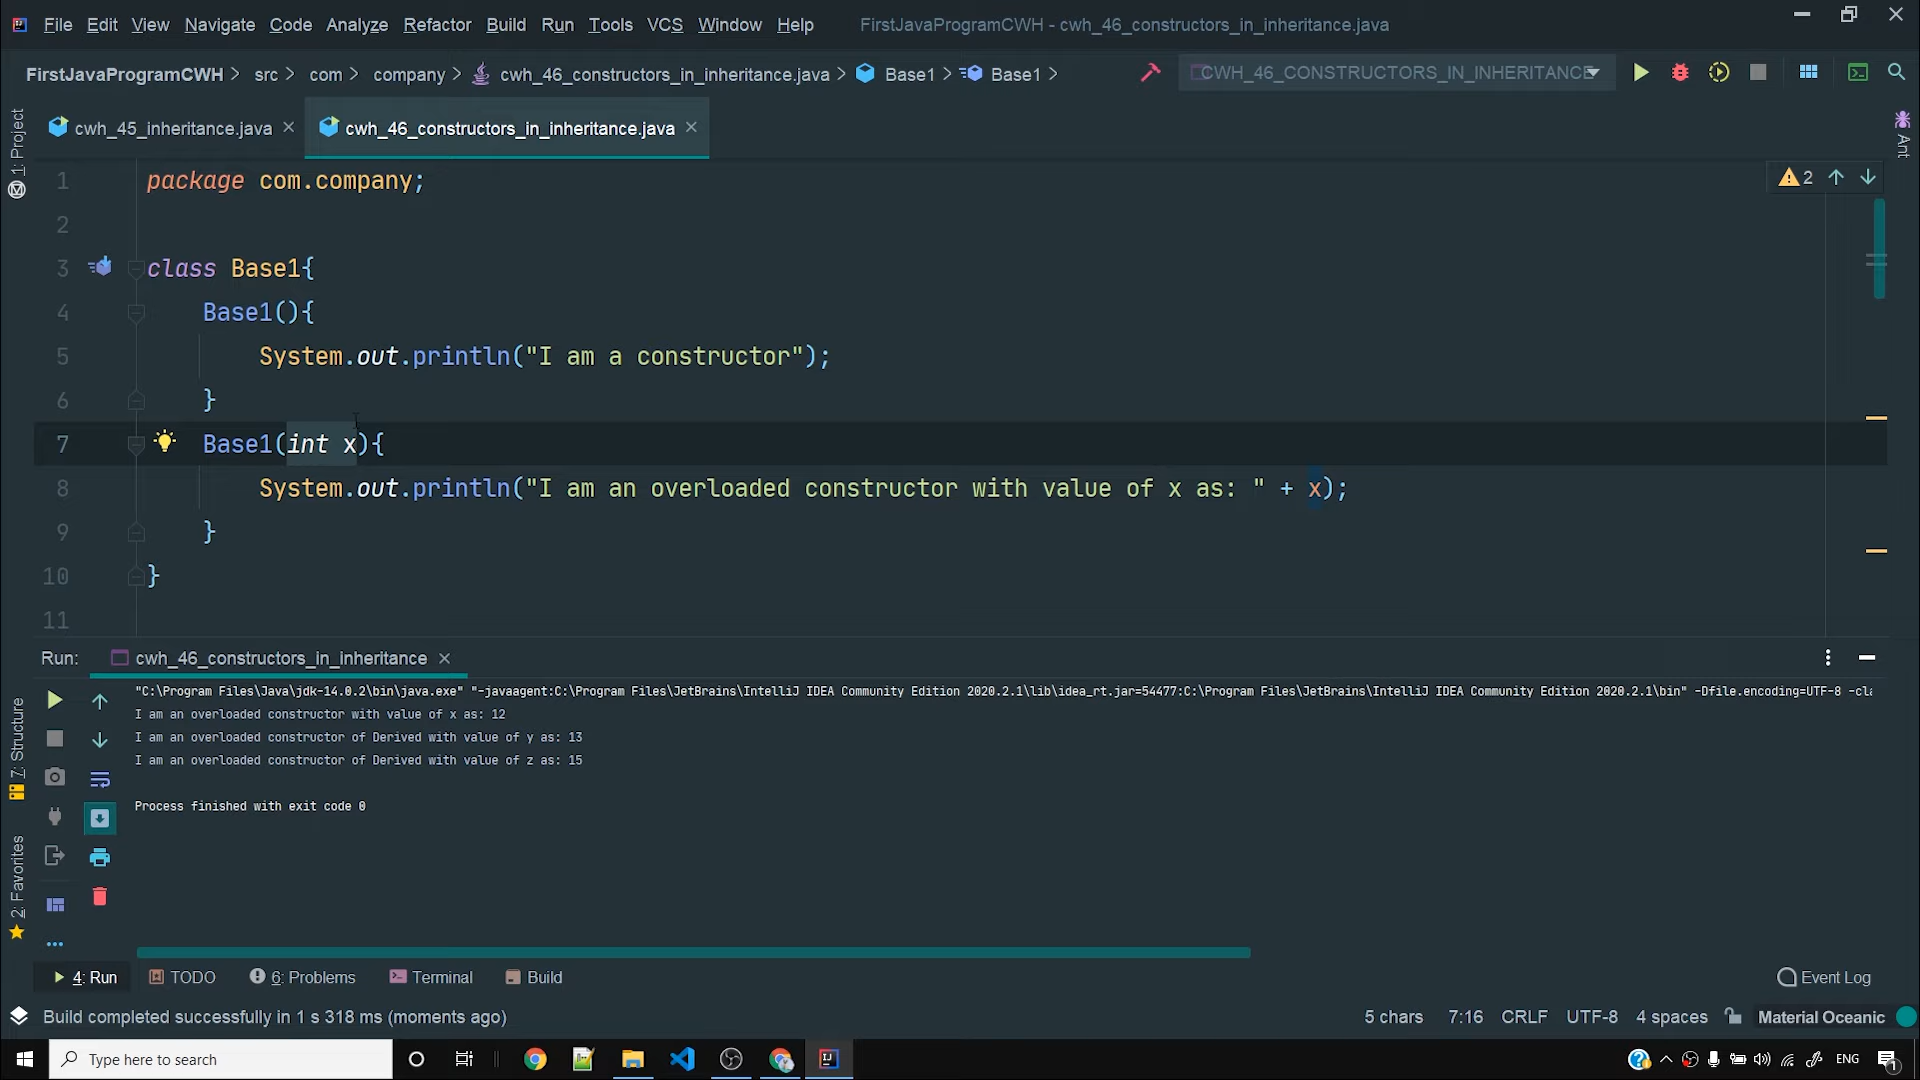 File Edit View Navigate Code Analyze Refactor Build Run Tools VCS Window Help FirstJavaProgramCWH - cwh_46_constructors_in_inheritance.java
FirstJavaProgramCWH src com company cwh_46_constructors_in_inheritance.java Base1 Base1 CWH_46_CONSTRUCTORS_IN_INHERITANCE
cwh_45_inheritance.java cwh_46_constructors_in_inheritance.java
1: Project
Ant
1 package com.company; 2
2
3 class Base1{
4 Base1(){
5 System.out.println("I am a constructor");
6 }
7 Base1(int x){
8 System.out.println("I am an overloaded constructor with value of x as: " + x);
9 }
10 }
11
Run: cwh_46_constructors_in_inheritance
"C:\Program Files\Java\jdk-14.0.2\bin\java.exe" "-javaagent:C:\Program Files\JetBrains\IntelliJ IDEA Community Edition 2020.2.1\lib\idea_rt.jar=54477:C:\Program Files\JetBrains\IntelliJ IDEA Community Edition 2020.2.1\bin" -Dfile.encoding=UTF-8 -cla
I am an overloaded constructor with value of x as: 12
I am an overloaded constructor of Derived with value of y as: 13
I am an overloaded constructor of Derived with value of z as: 15
Process finished with exit code 0
7: Structure
2: Favorites
4: Run TODO 6: Problems Terminal Build Event Log
Build completed successfully in 1 s 318 ms (moments ago) 5 chars 7:16 CRLF UTF-8 4 spaces Material Oceanic
Type here to search ENG 1